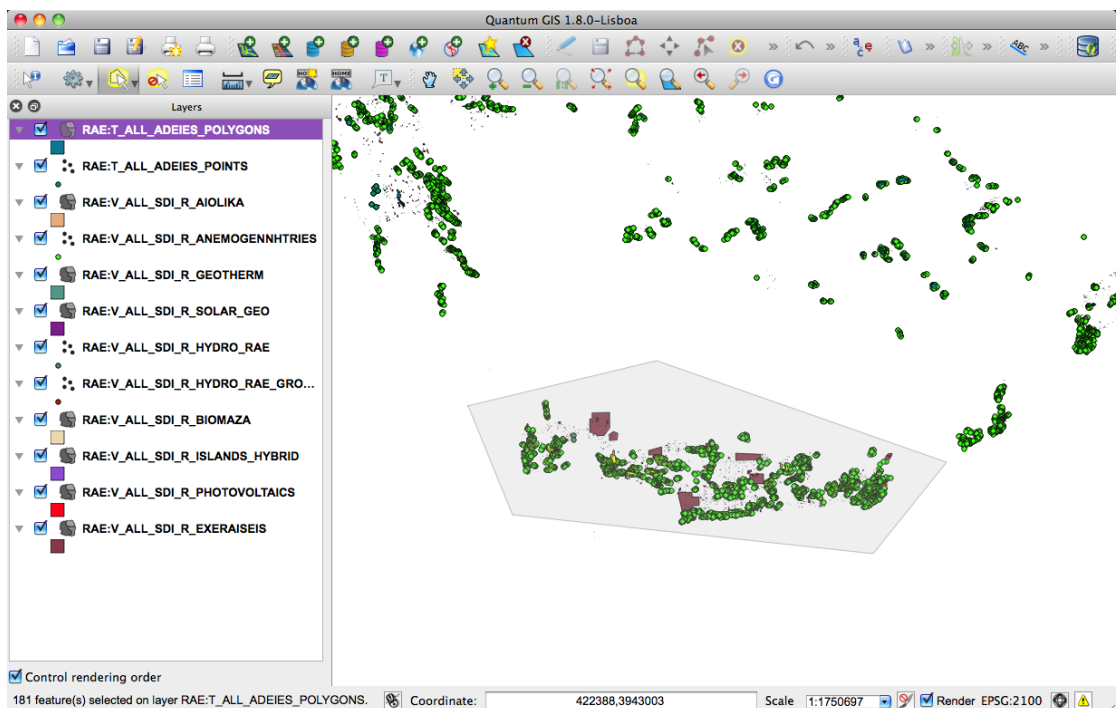 Quantum GIS 1.8.0-Lisboa
Layers
RAE:T_ALL_ADEIES_POLYGONS
RAE:T_ALL_ADEIES_POINTS
RAE:V_ALL_SDI_R_AIOLIKA
RAE:V_ALL_SDI_R_ANEMOGENNHTRIES
RAE:V_ALL_SDI_R_GEOTHERM
RAE:V_ALL_SDI_R_SOLAR_GEO
RAE:V_ALL_SDI_R_HYDRO_RAE
RAE:V_ALL_SDI_R_HYDRO_RAE_GRO...
RAE:V_ALL_SDI_R_BIOMAZA
RAE:V_ALL_SDI_R_ISLANDS_HYBRID
RAE:V_ALL_SDI_R_PHOTOVOLTAICS
RAE:V_ALL_SDI_R_EXERAISEIS
Control rendering order
181 feature(s) selected on layer RAE:T_ALL_ADEIES_POLYGONS. Coordinate: 422388,3943003 Scale 1:1750697 Render EPSG:2100